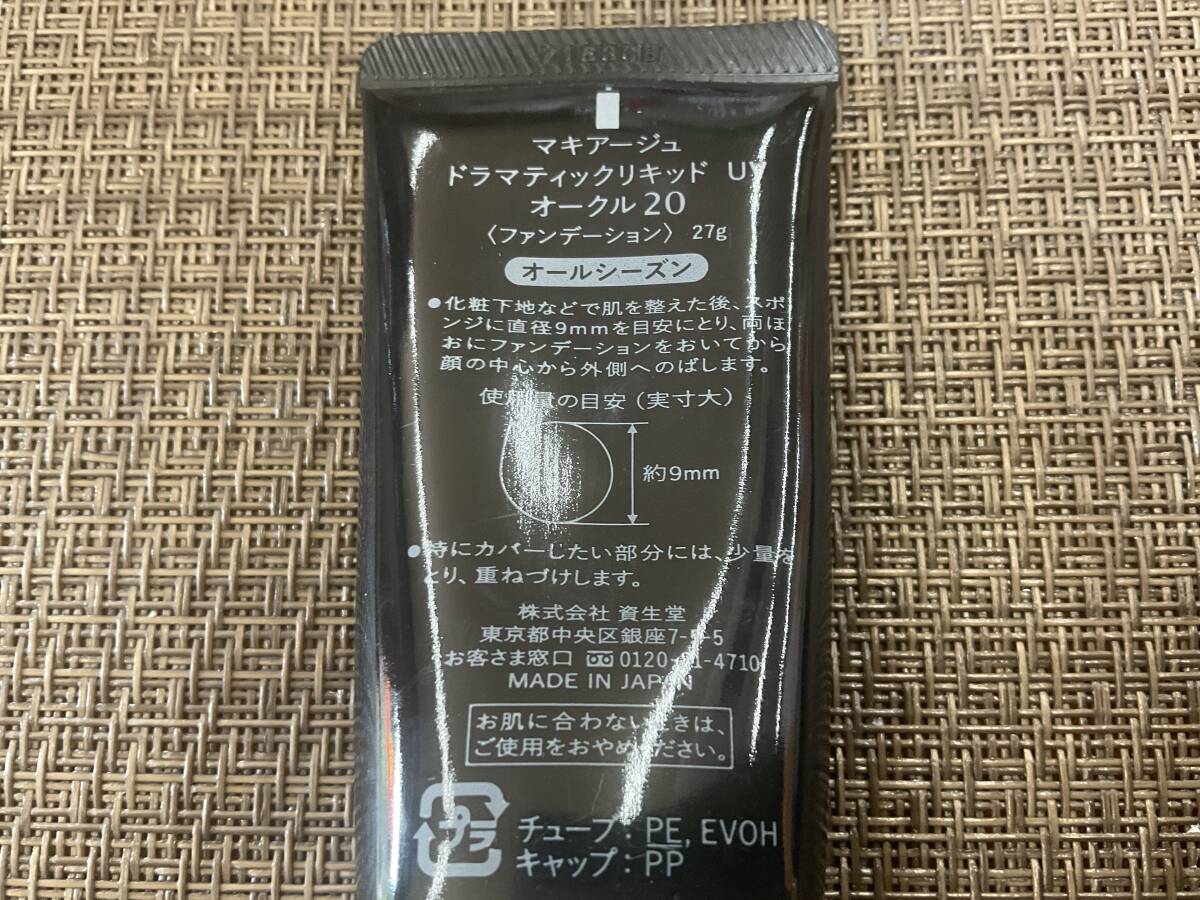 マキアージュ
ドラマティックリキッド UV
オークル20
〈ファンデーション〉 27g
オールシーズン
●化粧下地などで肌を整えた後、スポ
ンジに直径9mmを目安にとり、両ほ
おにファンデーションをおいてから
顔の中心から外側へのばします。
使用量の目安(実寸大)
約9mm
●特にカバーしたい部分には、少量を
とり、重ねづけします。
株式会社 資生堂
東京都中央区銀座7-5-5
お客さま窓口 0120- -4710
MADE IN JAPAN
お肌に合わないときは、
ご使用をおやめください。
プラ
チューブ:PE, EVOH
キャップ:PP